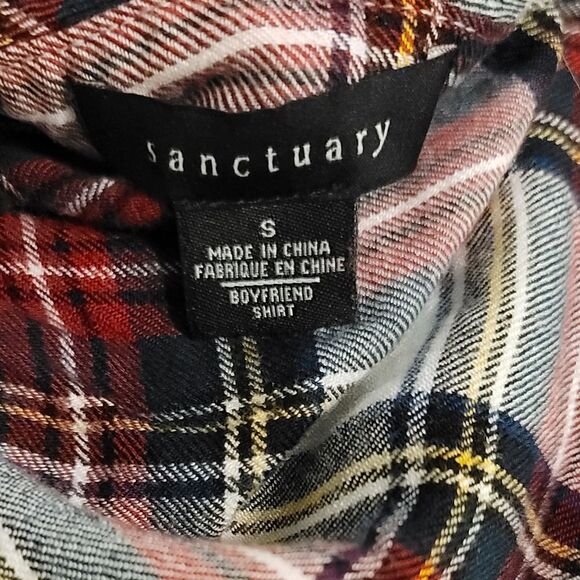 sanctuary
S
MADE IN CHINA
FABRIQUE EN CHINE
BOYFRIEND
SHIRT